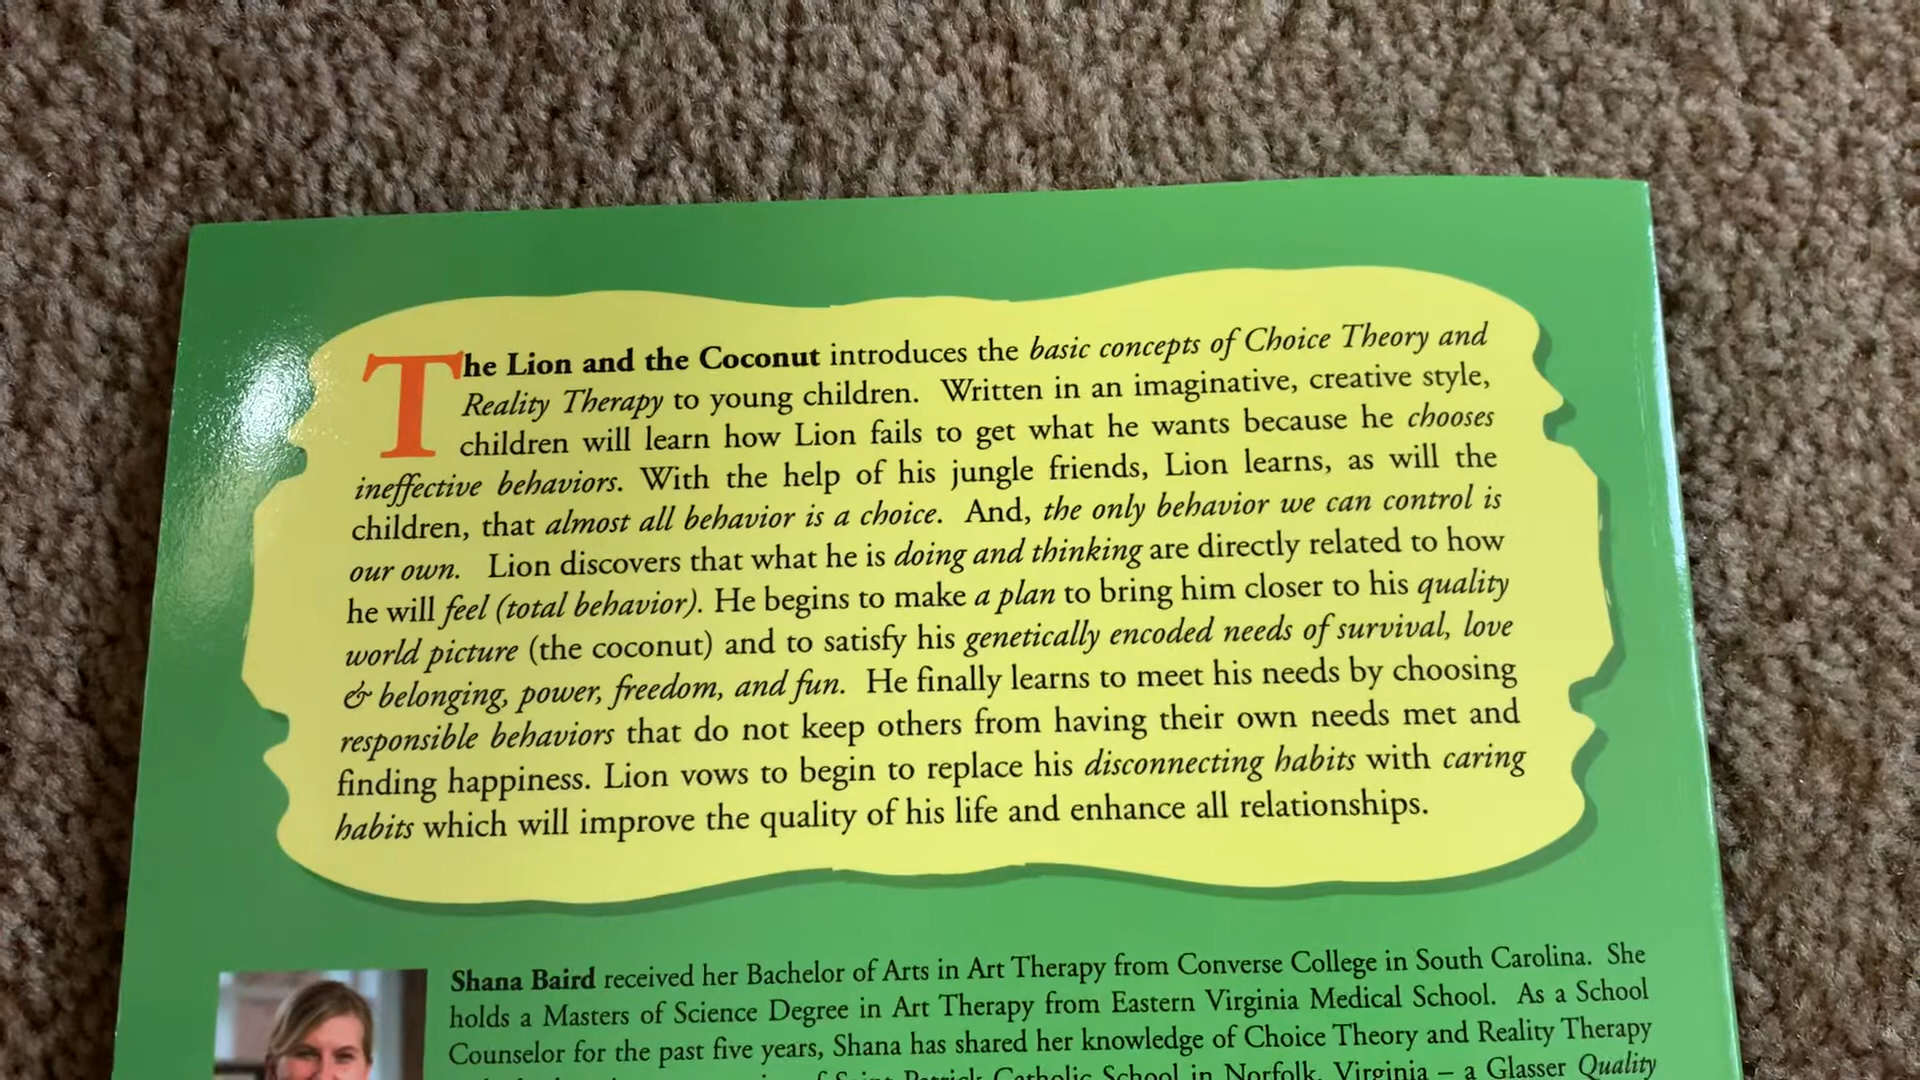 The Lion and the Coconut introduces the basic concepts of Choice Theory and
Reality Therapy to young children. Written in an imaginative, creative style,
children will learn how Lion fails to get what he wants because he chooses
ineffective behaviors. With the help of his jungle friends, Lion learns, as will the
children, that almost all behavior is a choice. And, the only behavior we can control is
our own. Lion discovers that what he is doing and thinking are directly related to how
he will feel (total behavior). He begins to make a plan to bring him closer to his quality
world picture (the coconut) and to satisfy his genetically encoded needs of survival, love
& belonging, power, freedom, and fun. He finally learns to meet his needs by choosing
responsible behaviors that do not keep others from having their own needs met and
finding happiness. Lion vows to begin to replace his disconnecting habits with caring
habits which will improve the quality of his life and enhance all relationships.
Shana Baird received her Bachelor of Arts in Art Therapy from Converse College in South Carolina. She
holds a Masters of Science Degree in Art Therapy from Eastern Virginia Medical School. As a School
Counselor for the past five years, Shana has shared her knowledge of Choice Theory and Reality Therapy
of Saint Patrick Catholic School in Norfolk, Virginia – a Glasser Quality